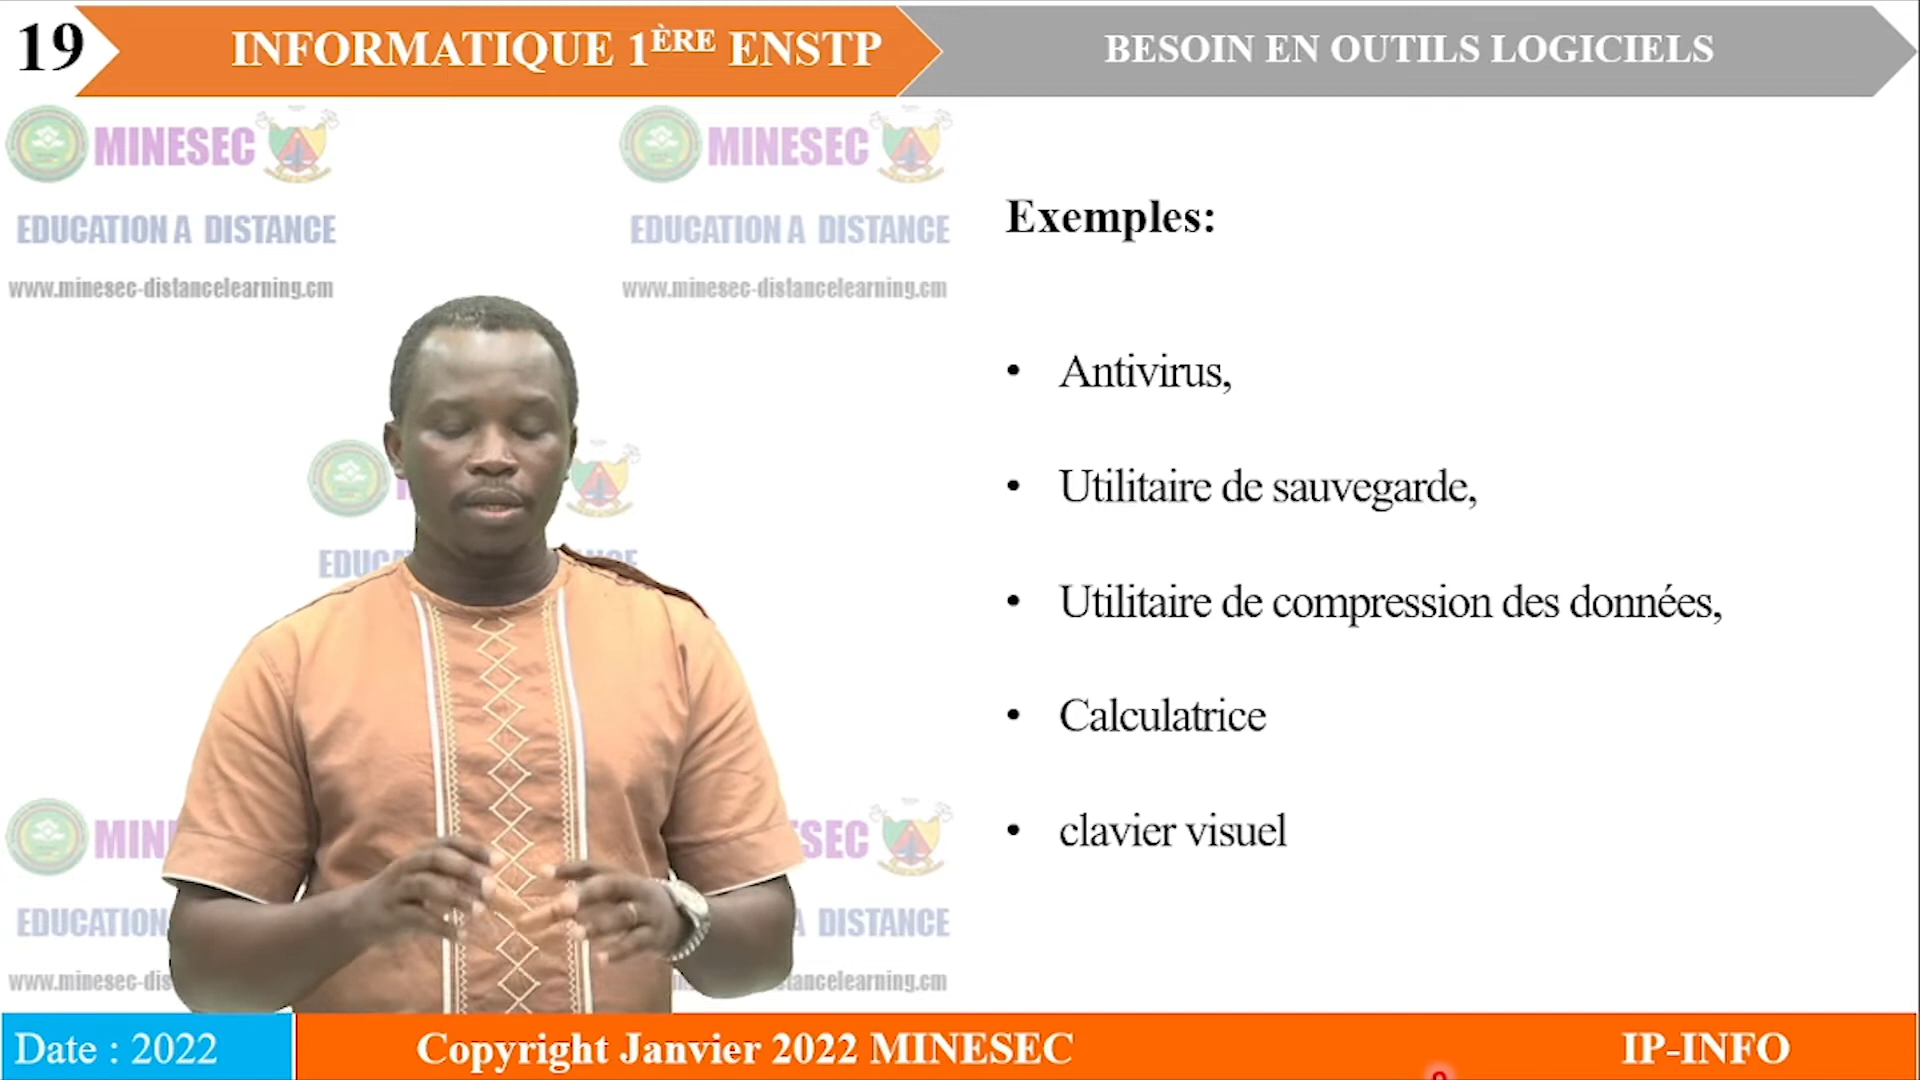 19
INFORMATIQUE 1ÈRE ENSTP
BESOIN EN OUTILS LOGICIELS
MINESEC
EDUCATION A DISTANCE
www.minesec-distancelearning.cm
MINESEC
EDUCATION A DISTANCE
www.minesec-distancelearning.cm
Exemples:
• Antivirus,
• Utilitaire de sauvegarde,
• Utilitaire de compression des données,
• Calculatrice
• clavier visuel
Date : 2022
Copyright Janvier 2022 MINESEC
IP-INFO